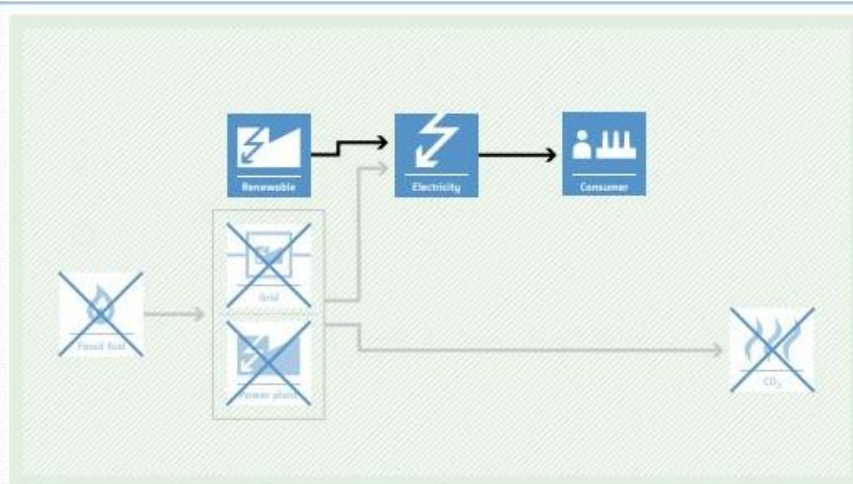 Renewable
Electricity
Consumer
Grid
Fossil fuel
Power plant
CO₂